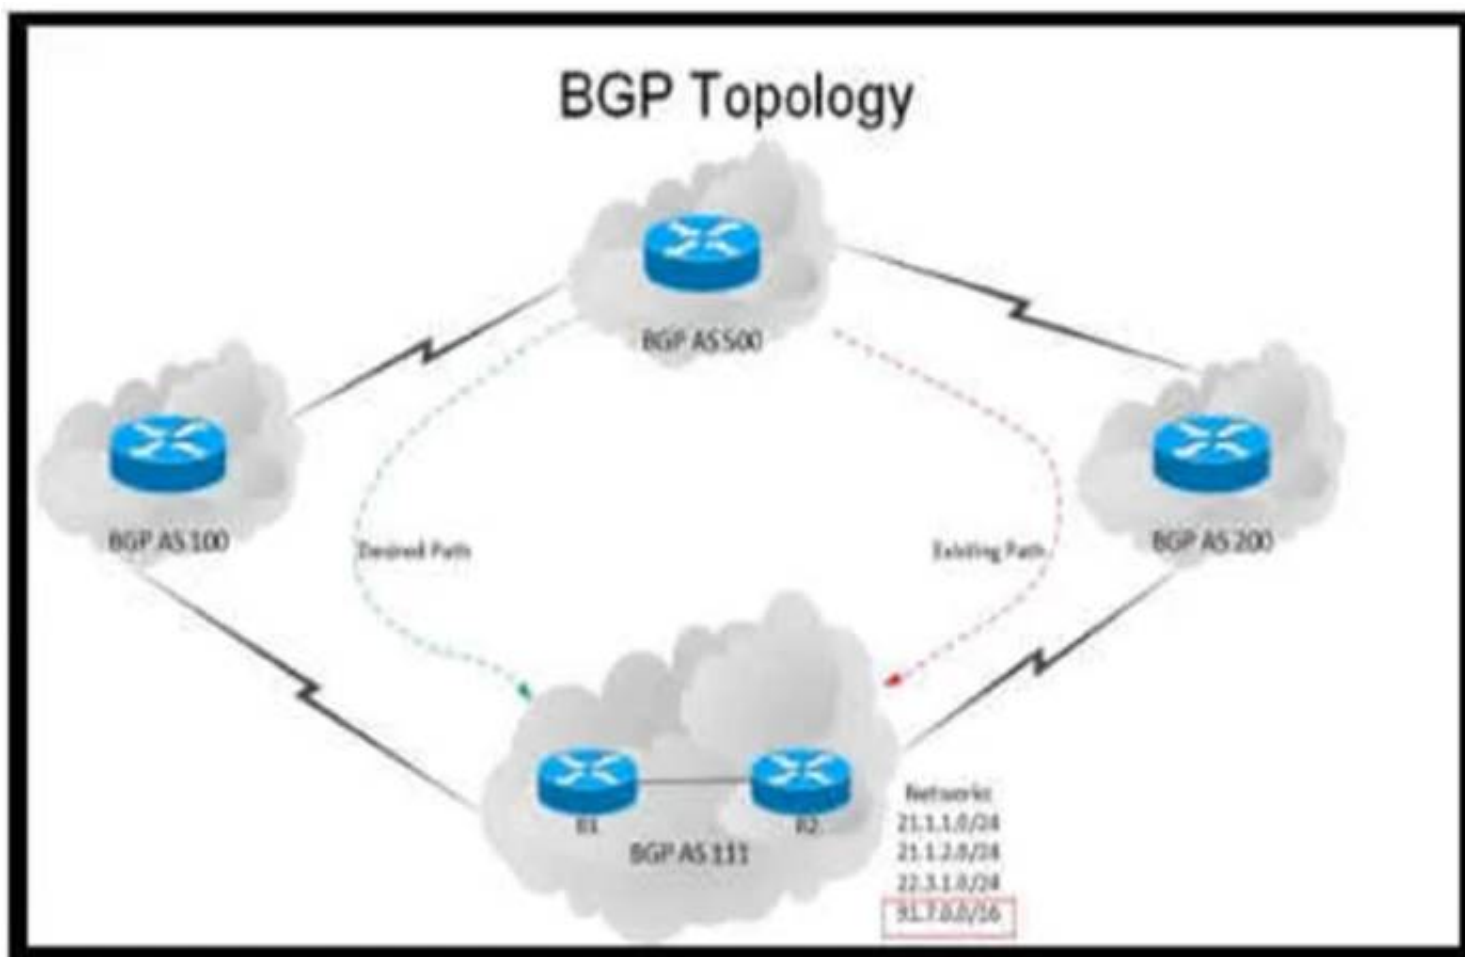 BGP Topology
BGP AS 500
BGP AS 100
BGP AS 200
Desired Path
Existing Path
R1
R2
BGP AS 111
Networks
21.1.1.0/24
21.1.2.0/24
22.3.1.0/24
91.7.0.0/16